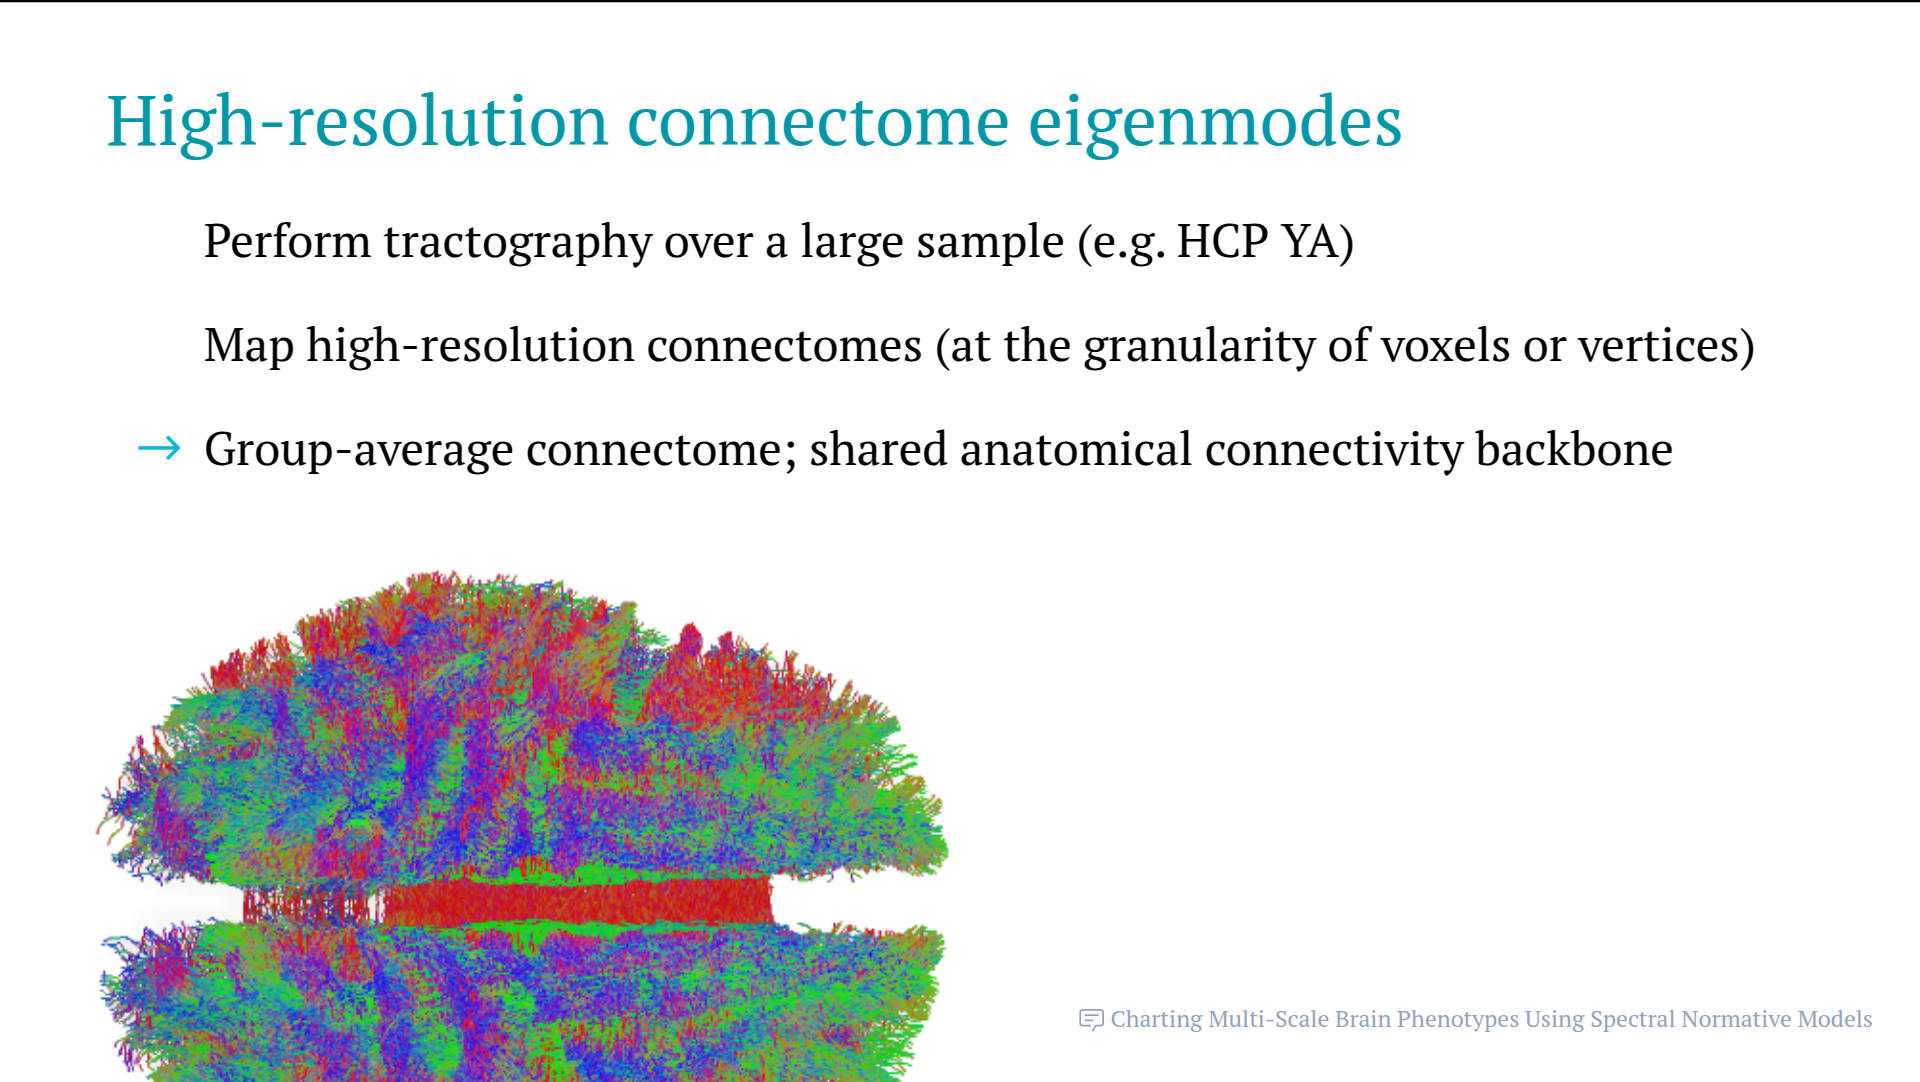 High-resolution connectome eigenmodes
Perform tractography over a large sample (e.g. HCP YA)
Map high-resolution connectomes (at the granularity of voxels or vertices)
→ Group-average connectome; shared anatomical connectivity backbone
Charting Multi-Scale Brain Phenotypes Using Spectral Normative Models